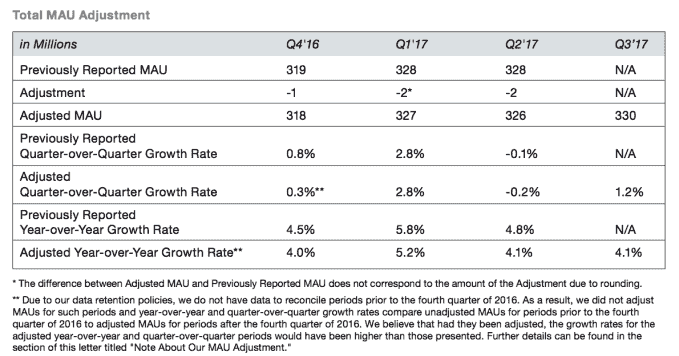 Total MAU Adjustment
in Millions Q4'16 Q1'17 Q2'17 Q3'17
Previously Reported MAU 319 328 328 N/A
Adjustment -1 -2* -2 N/A
Adjusted MAU 318 327 326 330
Previously Reported
Quarter-over-Quarter Growth Rate 0.8% 2.8% -0.1% N/A
Adjusted
Quarter-over-Quarter Growth Rate 0.3%** 2.8% -0.2% 1.2%
Previously Reported
Year-over-Year Growth Rate 4.5% 5.8% 4.8% N/A
Adjusted Year-over-Year Growth Rate** 4.0% 5.2% 4.1% 4.1%
* The difference between Adjusted MAU and Previously Reported MAU does not correspond to the amount of the Adjustment due to rounding.
** Due to our data retention policies, we do not have data to reconcile periods prior to the fourth quarter of 2016. As a result, we did not adjust
MAUs for such periods and year-over-year and quarter-over-quarter growth rates compare unadjusted MAUs for periods prior to the fourth
quarter of 2016 to adjusted MAUs for periods after the fourth quarter of 2016. We believe that had they been adjusted, the growth rates for the
adjusted year-over-year and quarter-over-quarter periods would have been higher than those presented. Further details can be found in the
section of this letter titled "Note About Our MAU Adjustment."